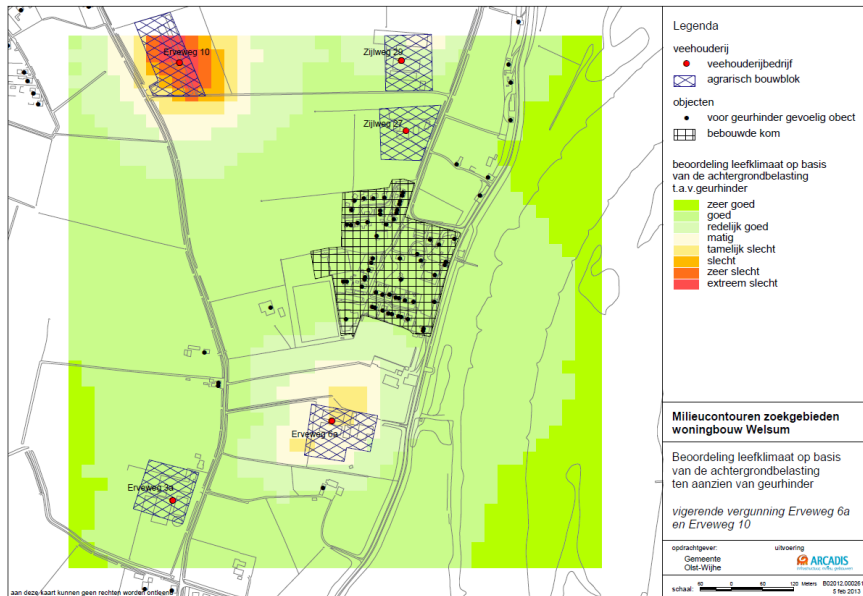 Erveweg 10
Zijlweg 29
Zijlweg 27
Erveweg 6a
Erveweg 3a
aan deze kaart kunnen geen rechten worden ontleend
Legenda
veehouderij
veehouderijbedrijf
agrarisch bouwblok
objecten
voor geurhinder gevoelig obect
bebouwde kom
beoordeling leefklimaat op basis
van de achtergrondbelasting
t.a.v.geurhinder
zeer goed
goed
redelijk goed
matig
tamelijk slecht
slecht
zeer slecht
extreem slecht
Milieucontouren zoekgebieden
woningbouw Welsum
Beoordeling leefklimaat op basis
van de achtergrondbelasting
ten aanzien van geurhinder
vigerende vergunning Erveweg 6a
en Erveweg 10
opdrachtgever: uitvoering
Gemeente
Olst-Wijhe
ARCADIS
schaal: 60 0 60 120 Meters B02012.000261
5 feb 2013